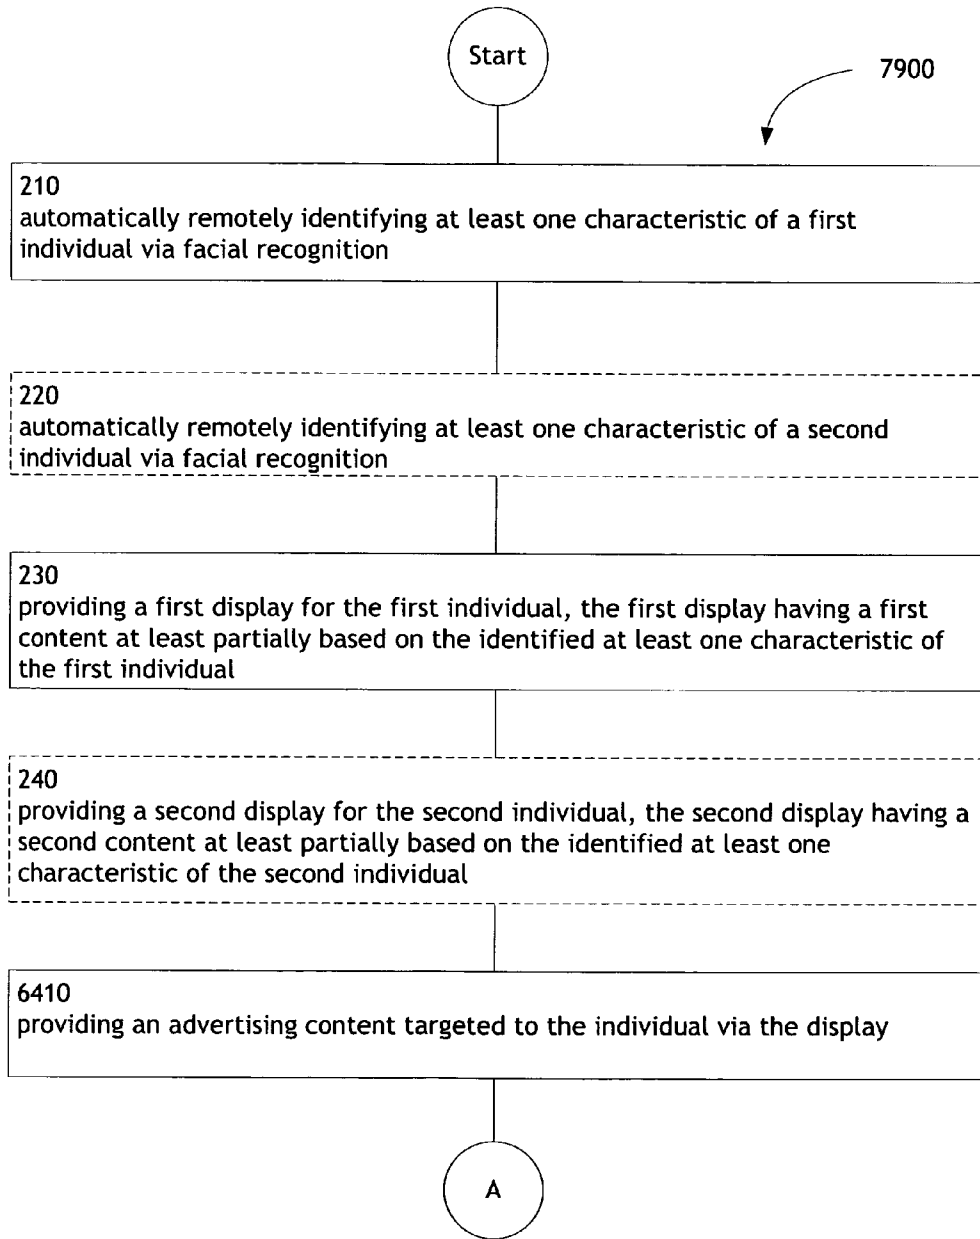 Start
7900
210
automatically remotely identifying at least one characteristic of a first
individual via facial recognition
220
automatically remotely identifying at least one characteristic of a second
individual via facial recognition
230
providing a first display for the first individual, the first display having a first
content at least partially based on the identified at least one characteristic of
the first individual
240
providing a second display for the second individual, the second display having a
second content at least partially based on the identified at least one
characteristic of the second individual
6410
providing an advertising content targeted to the individual via the display
A